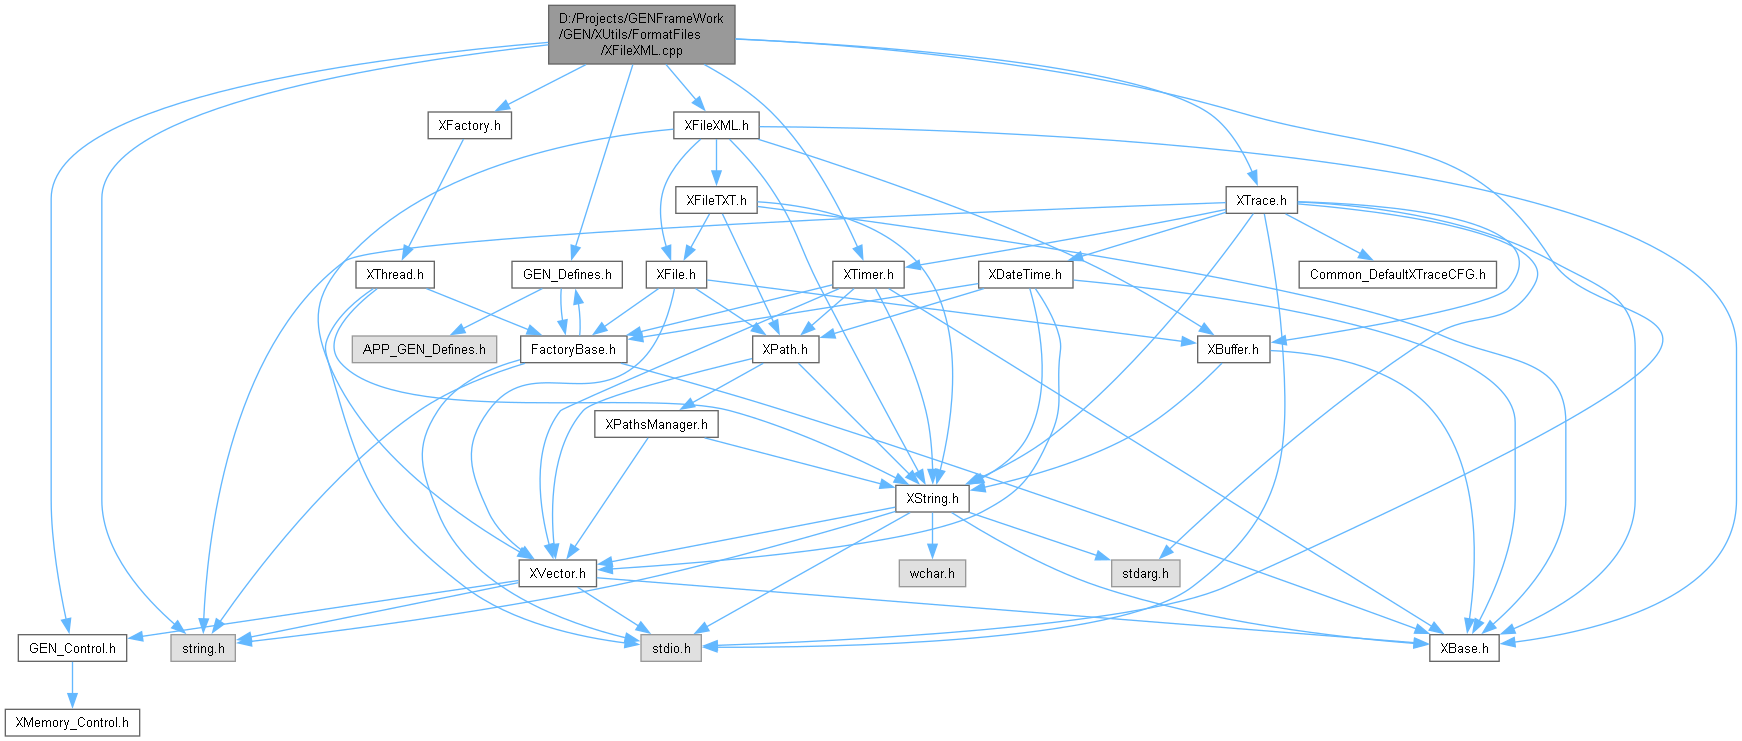 D:/Projects/GENFrameWork
/GEN/XUtils/FormatFiles
/XFileXML.cpp
XFactory.h
XFileXML.h
XFileTXT.h
XTrace.h
XThread.h
GEN_Defines.h
XFile.h
XTimer.h
XDateTime.h
Common_DefaultXTraceCFG.h
APP_GEN_Defines.h
FactoryBase.h
XPath.h
XBuffer.h
XPathsManager.h
XString.h
XVector.h
wchar.h
stdarg.h
GEN_Control.h
string.h
stdio.h
XBase.h
XMemory_Control.h